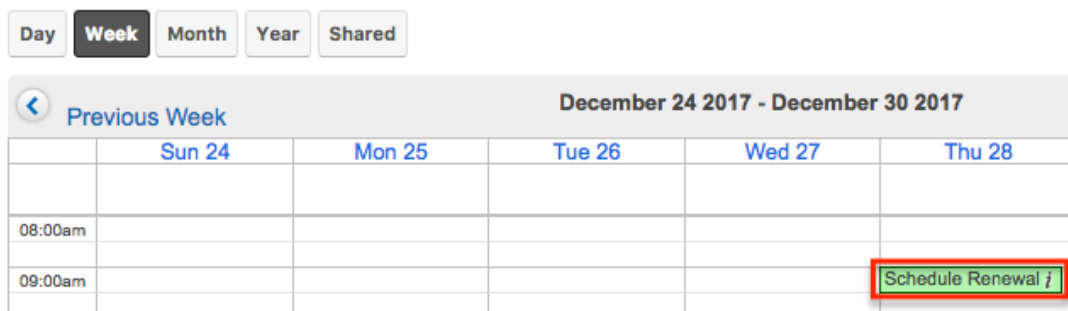 Day Week Month Year Shared
Previous Week December 24 2017 - December 30 2017
Sun 24 Mon 25 Tue 26 Wed 27 Thu 28
08:00am
09:00am Schedule Renewal i